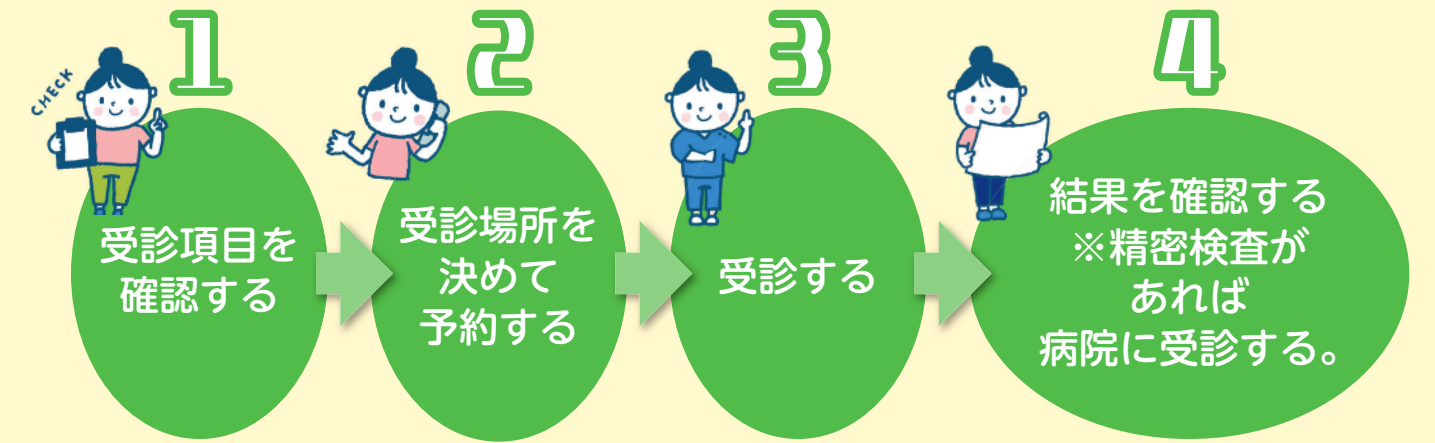 1
CHECK
受診項目を
確認する
2
受診場所を
決めて
予約する
3
受診する
4
結果を確認する
※精密検査が
あれば
病院に受診する。